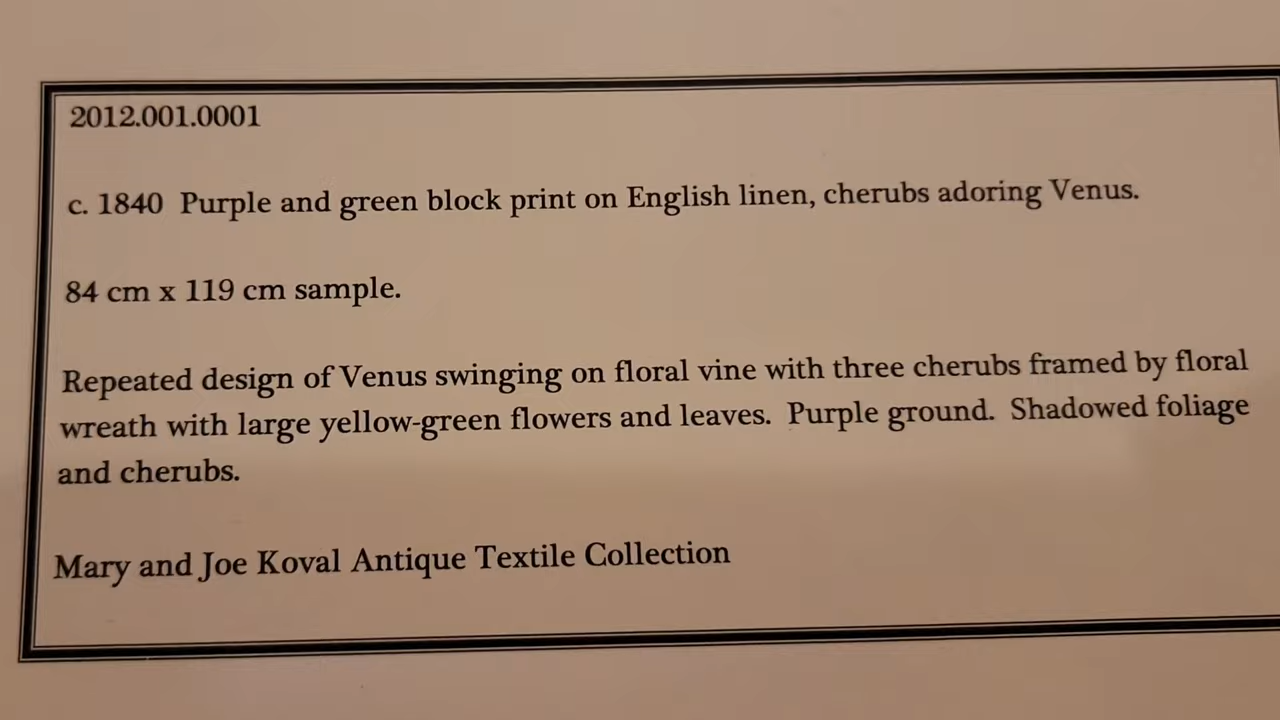 2012.001.0001
c. 1840 Purple and green block print on English linen, cherubs adoring Venus.
84 cm x 119 cm sample.
Repeated design of Venus swinging on floral vine with three cherubs framed by floral
wreath with large yellow-green flowers and leaves. Purple ground. Shadowed foliage
and cherubs.
Mary and Joe Koval Antique Textile Collection